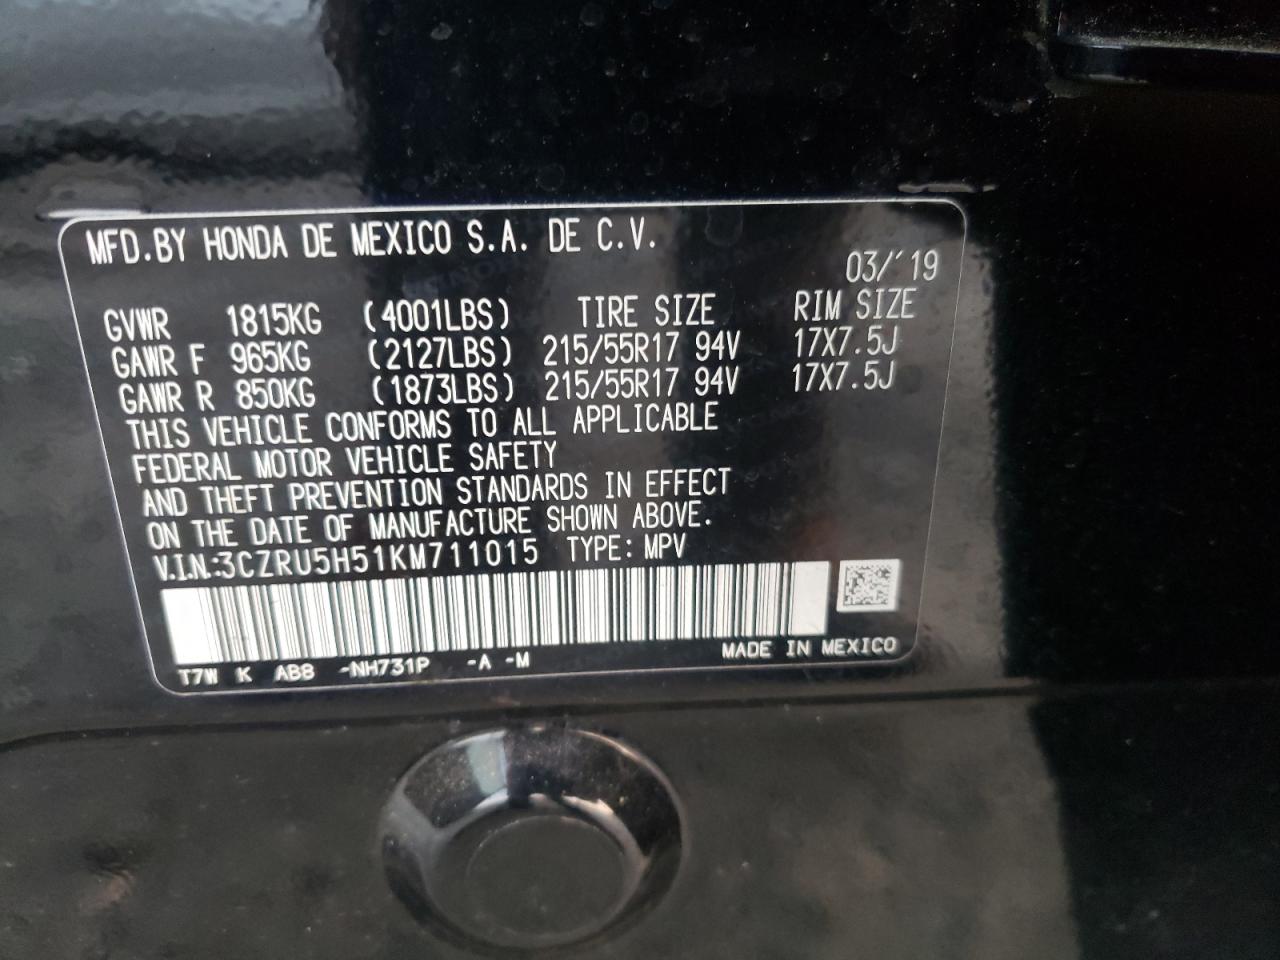 MFD.BY HONDA DE MEXICO S.A. DE C.V.
03/'19
GVWR 1815KG (4001LBS) TIRE SIZE RIM SIZE
GAWR F 965KG (2127LBS) 215/55R17 94V 17X7.5J
GAWR R 850KG (1873LBS) 215/55R17 94V 17X7.5J
THIS VEHICLE CONFORMS TO ALL APPLICABLE
FEDERAL MOTOR VEHICLE SAFETY
AND THEFT PREVENTION STANDARDS IN EFFECT
ON THE DATE OF MANUFACTURE SHOWN ABOVE.
V.I.N.:3CZRU5H51KM711015 TYPE: MPV
T7W K AB8 -NH731P -A -M MADE IN MEXICO